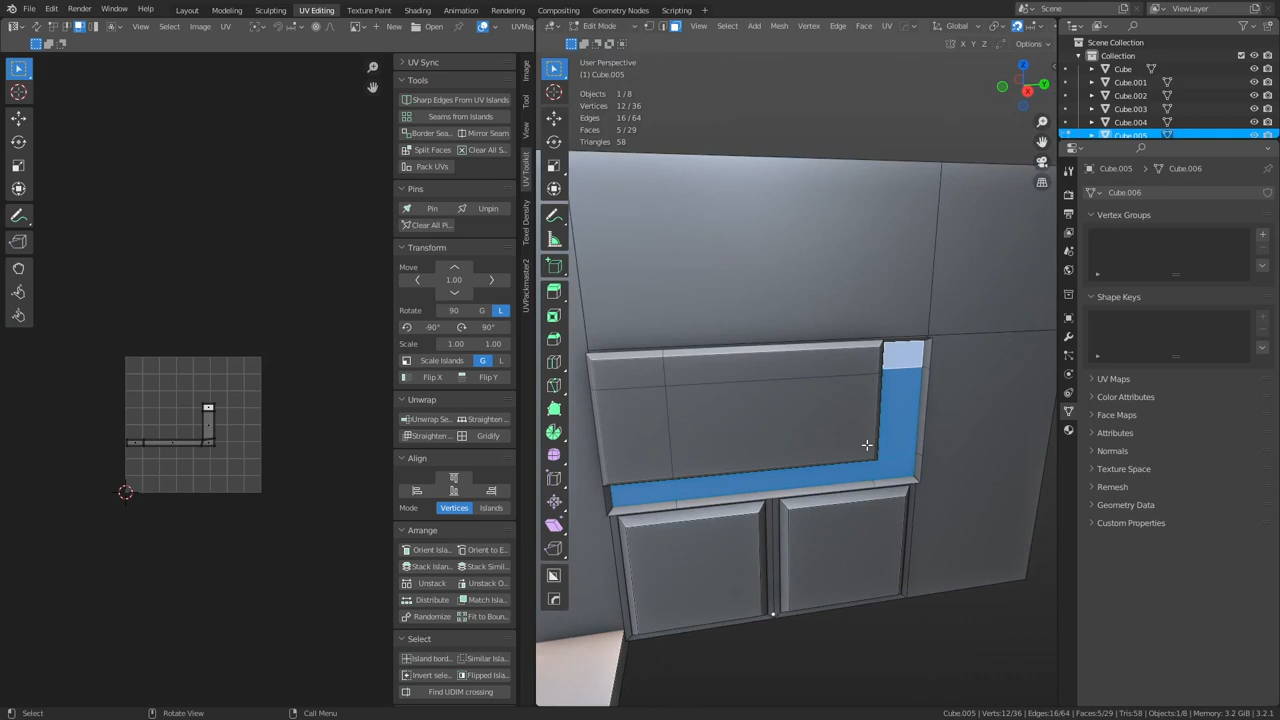 File Edit Render Window Help Layout Modeling Sculpting UV Editing Texture Paint Shading Animation Rendering Compositing Geometry Nodes Scripting Scene ViewLayer
View Select Image UV New Open UVMap Edit Mode View Select Add Mesh Vertex Edge Face UV Global
X Y Z Options
UV Sync
Tools
Sharp Edges From UV Islands
Seams from Islands
Border Sea... Mirror Seam
Split Faces Clear All S...
Pack UVs
Pins
Pin Unpin
Clear All Pi...
Transform
Move
1.00
Rotate 90 G L
-90° 90°
1.00 1.00
Scale Islands G L
Flip X Flip Y
Unwrap
Unwrap Se... Straighten ...
Straighten ... Gridify
Align
Mode Vertices Islands
Arrange
Orient Isla... Orient to E...
Stack Islan... Stack Simil...
Unstack Unstack O...
Distribute Match Isla...
Randomize Fit to Boun...
Select
Island bord... Similar Isla...
Invert sele... Flipped Islan...
Find UDIM crossing
Image
Tool
View
UV Toolkit
Texel Density
UVPackmaster2
User Perspective
(1) Cube.005
Objects 1/8
Vertices 12/36
Edges 16/64
Faces 5/29
Triangles 58
Z
Y
X
Scene Collection
Collection
Cube
Cube.001
Cube.002
Cube.003
Cube.004
Cube.005
Cube.005 Cube.006
Cube.006
Vertex Groups
Shape Keys
UV Maps
Color Attributes
Face Maps
Attributes
Normals
Texture Space
Remesh
Geometry Data
Custom Properties
Select Rotate View Call Menu Cube.005 | Verts:12/36 | Edges:16/64 | Faces:5/29 | Tris:58 | Objects:1/8 | Memory: 3.2 GiB | 3.2.1